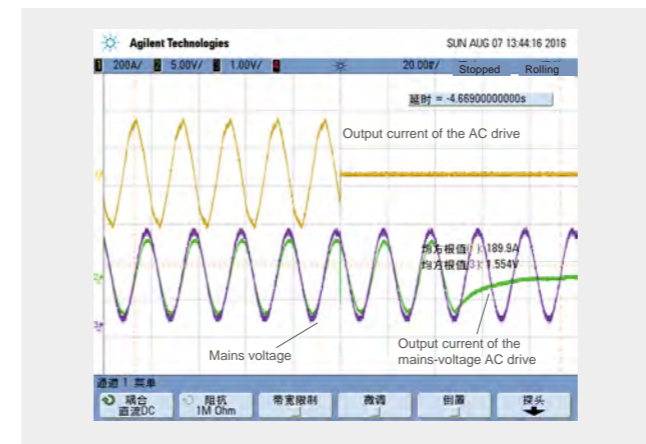 Agilent Technologies
SUN AUG 07 13:44:16 2016
1 200A/ 2 5.00V/ 3 1.00V/ 4 20.00s/ Stopped Rolling
延时 = -4.66900000000s
Output current of the AC drive
均方根值(1): 189.9A
均方根值(3): 1.554V
Mains voltage
Output current of the
mains-voltage AC drive
通道 1 菜单
耦合 阻抗 带宽限制 微调 倒置 探头
直流DC 1M Ohm